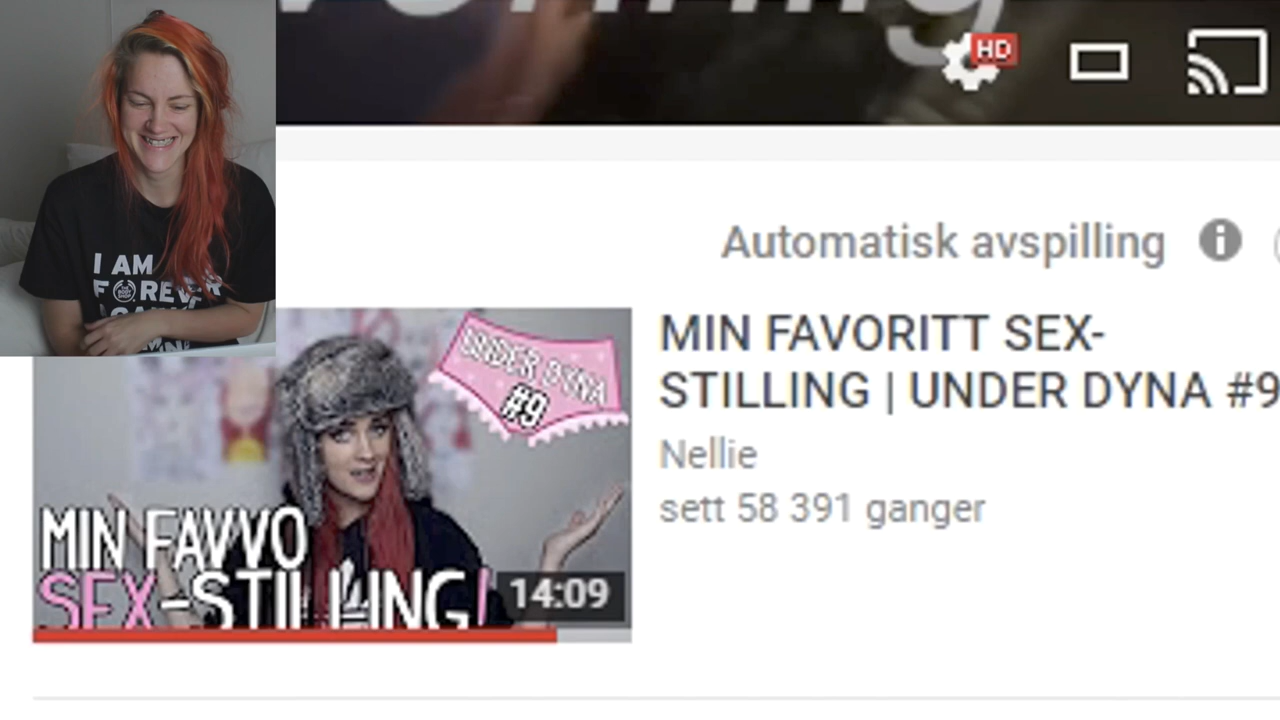 HD
I AM
F REVER
Automatisk avspilling
UNDER DYNA
#9
MIN FAVVO
SEX-STILLING!
14:09
MIN FAVORITT SEX-
STILLING | UNDER DYNA #9
Nellie
sett 58 391 ganger